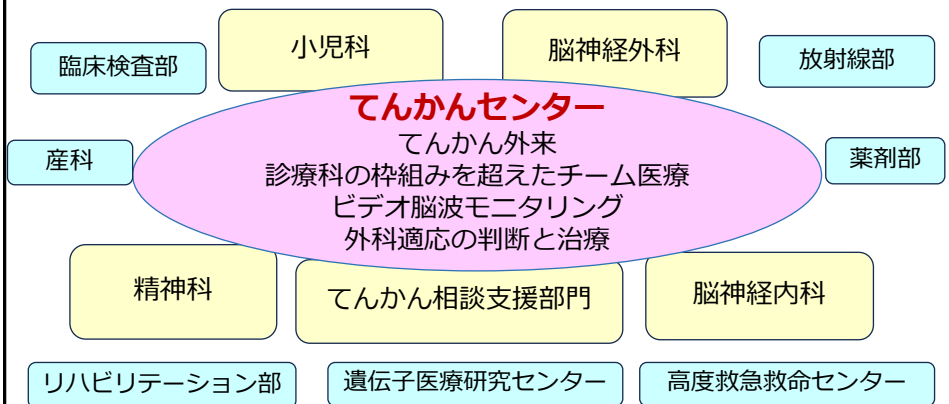 小児科
脳神経外科
臨床検査部
放射線部
てんかんセンター
てんかん外来
産科
診療科の枠組みを超えたチーム医療
薬剤部
ビデオ脳波モニタリング
外科適応の判断と治療
精神科
てんかん相談支援部門
脳神経内科
リハビリテーション部
遺伝子医療研究センター
高度救急救命センター